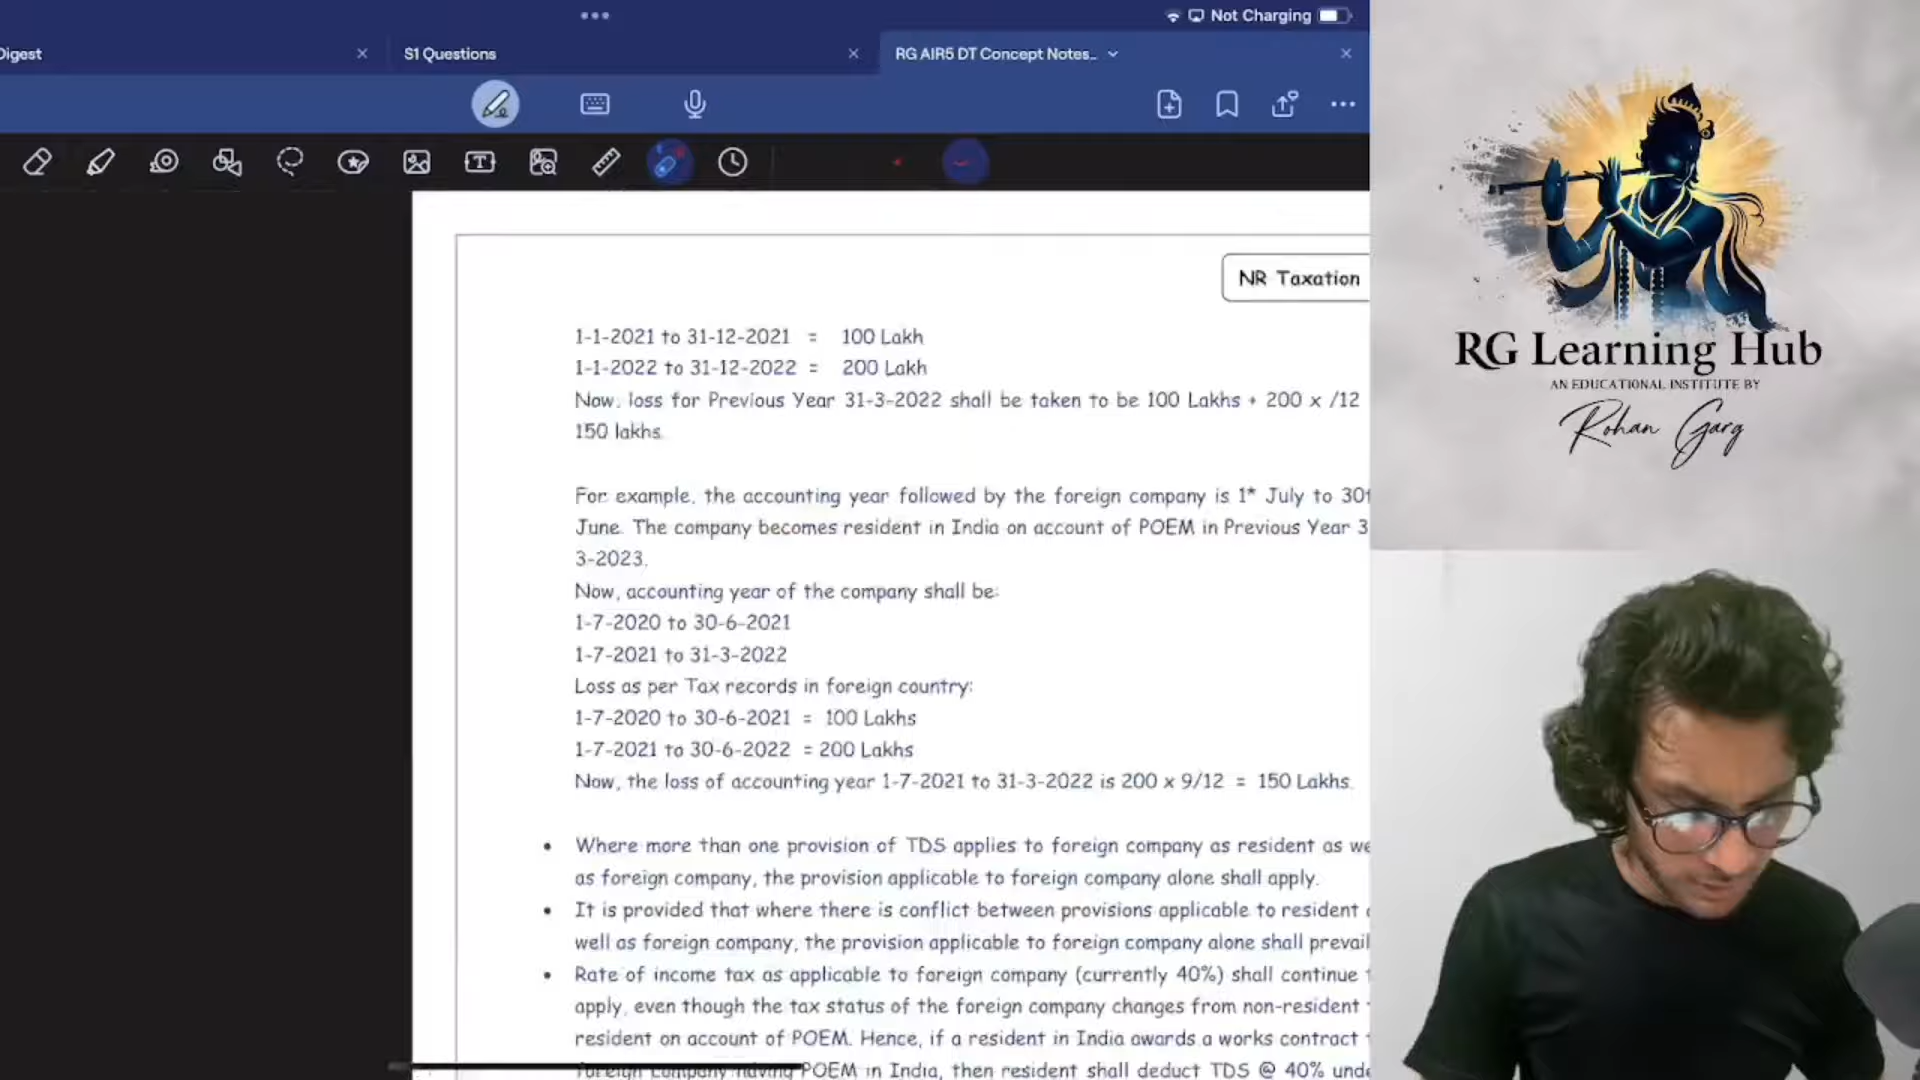 Not Charging
Digest
S1 Questions
RG AIR5 DT Concept Notes_
NR Taxation
1-1-2021 to 31-12-2021 = 100 Lakh
1-1-2022 to 31-12-2022 = 200 Lakh
Now, loss for Previous Year 31-3-2022 shall be taken to be 100 Lakhs + 200 x /12
150 lakhs.
For example, the accounting year followed by the foreign company is 1* July to 30t
June. The company becomes resident in India on account of POEM in Previous Year 3
3-2023.
Now, accounting year of the company shall be:
1-7-2020 to 30-6-2021
1-7-2021 to 31-3-2022
Loss as per Tax records in foreign country:
1-7-2020 to 30-6-2021 = 100 Lakhs
1-7-2021 to 30-6-2022 = 200 Lakhs
Now, the loss of accounting year 1-7-2021 to 31-3-2022 is 200 x 9/12 = 150 Lakhs.
• Where more than one provision of TDS applies to foreign company as resident as we
as foreign company, the provision applicable to foreign company alone shall apply.
• It is provided that where there is conflict between provisions applicable to resident
well as foreign company, the provision applicable to foreign company alone shall prevail
• Rate of income tax as applicable to foreign company (currently 40%) shall continue
apply, even though the tax status of the foreign company changes from non-resident
resident on account of POEM. Hence, if a resident in India awards a works contract
foreign company having POEM in India, then resident shall deduct TDS @ 40% unde
RG Learning Hub
AN EDUCATIONAL INSTITUTE BY
Rohan Garg